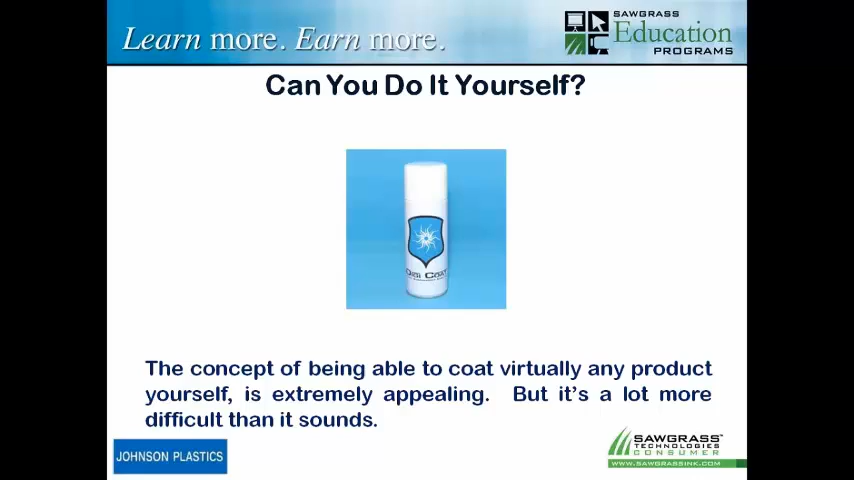 Learn more. Earn more.
SAWGRASS
Education
PROGRAMS
Can You Do It Yourself?
The concept of being able to coat virtually any product
yourself, is extremely appealing. But it's a lot more
difficult than it sounds.
JOHNSON PLASTICS
SAWGRASS
TECHNOLOGIES
CONSUMER
WWW.SAWGRASSINK.COM